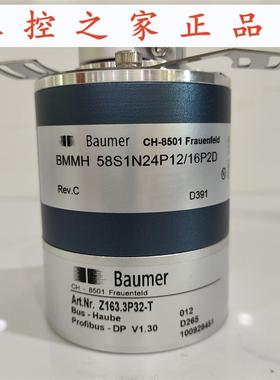 控之家正品
Baumer CH-8501 Frauenfeld
BMMH 58S1N24P12/16P2D
Rev.C D391
Baumer
CH - 8501 Frauenfeld
Art.Nr. Z163.3P32-T 012
Bus - Haube D265
Profibus - DP V1.30 100929451